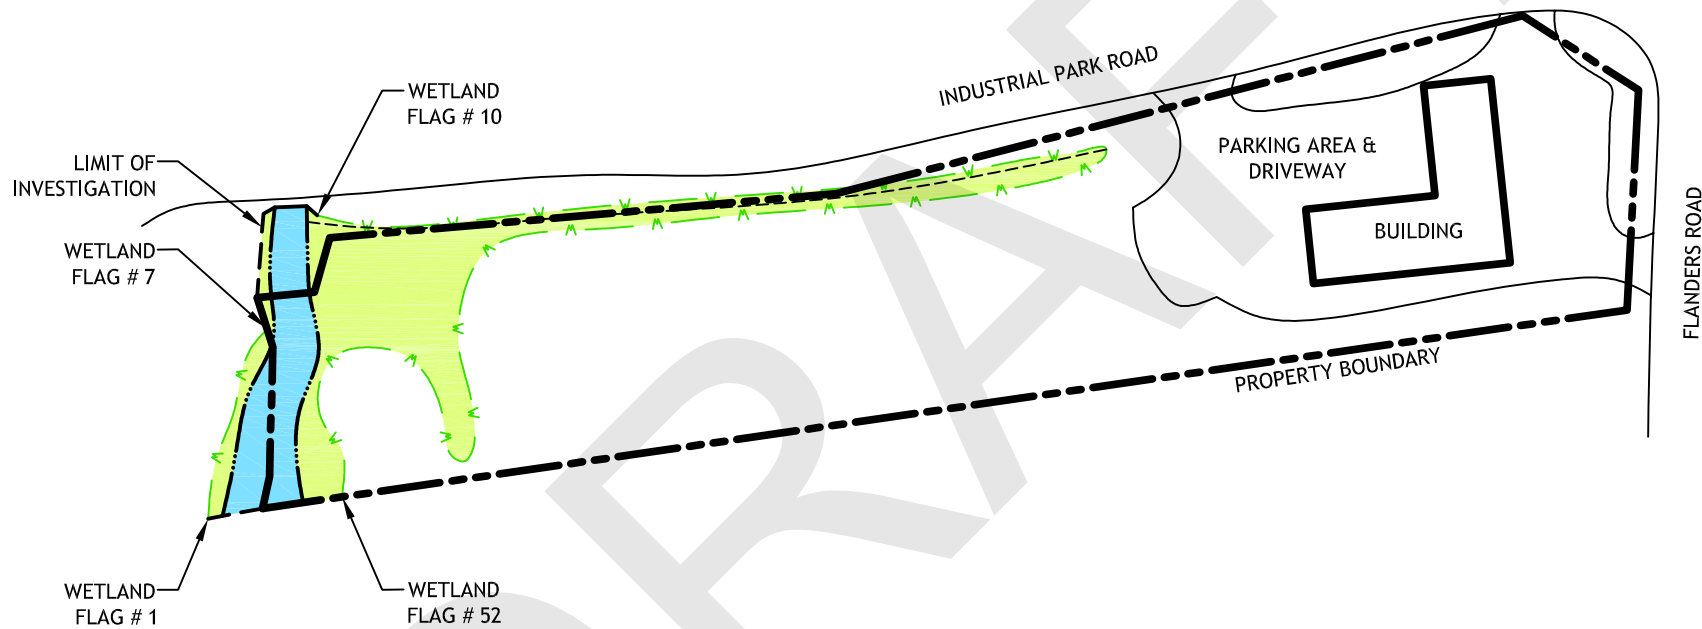 WETLAND
FLAG # 10
INDUSTRIAL PARK ROAD
LIMIT OF
INVESTIGATION
PARKING AREA &
DRIVEWAY
WETLAND
FLAG # 7
BUILDING
FLANDERS ROAD
PROPERTY BOUNDARY
WETLAND
FLAG # 1
WETLAND
FLAG # 52
DRAFT